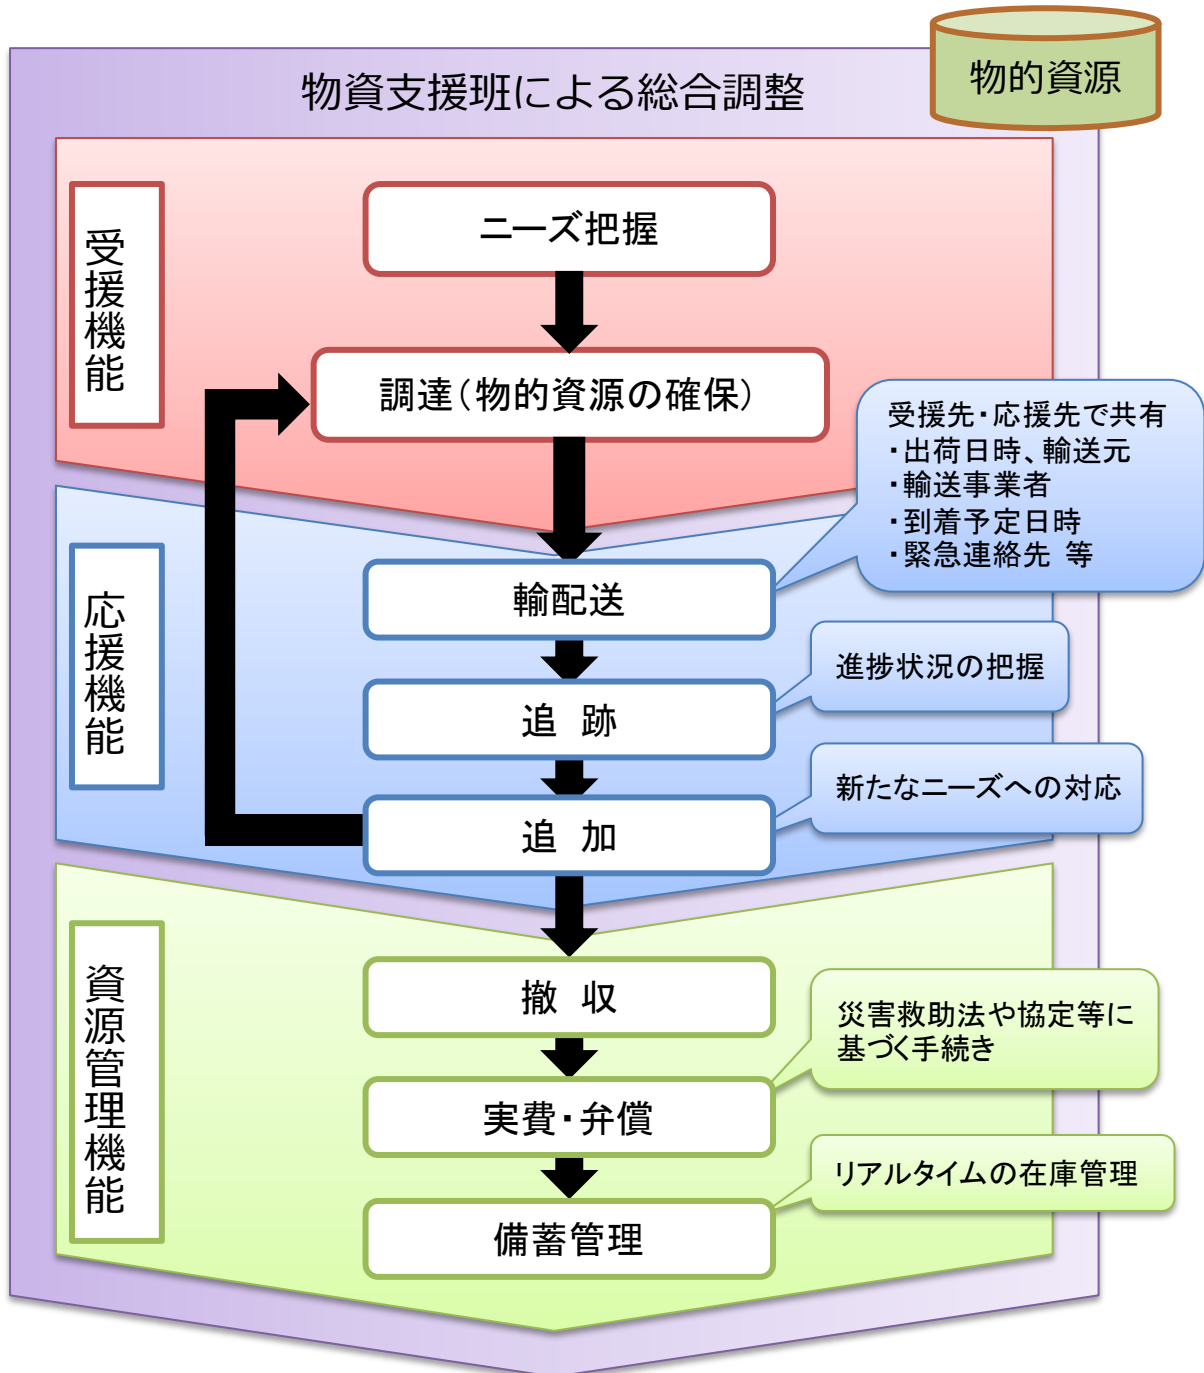 物的資源
物資支援班による総合調整
受援機能
ニーズ把握
調達(物的資源の確保)
受援先・応援先で共有
・出荷日時、輸送元
・輸送事業者
・到着予定日時
・緊急連絡先 等
応援機能
輸配送
進捗状況の把握
追 跡
新たなニーズへの対応
追 加
資源管理機能
撤 収
災害救助法や協定等に
基づく手続き
実費・弁償
リアルタイムの在庫管理
備蓄管理